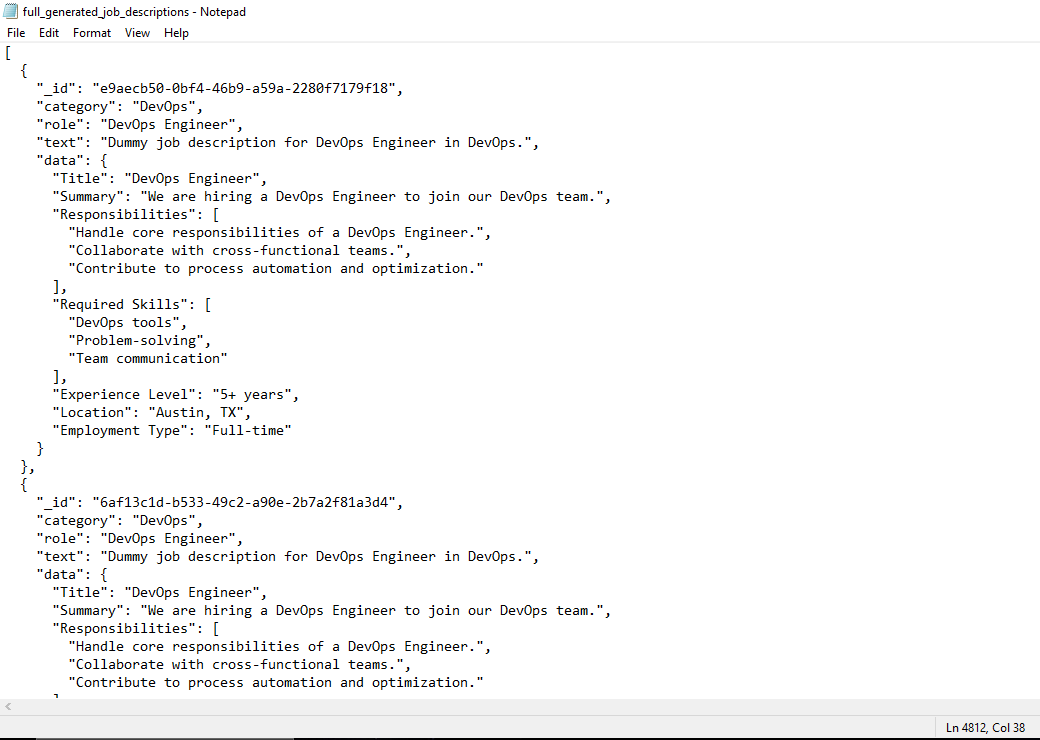 full_generated_job_descriptions - Notepad
File Edit Format View Help
[
  {
    "_id": "e9aecb50-0bf4-46b9-a59a-2280f7179f18",
    "category": "DevOps",
    "role": "DevOps Engineer",
    "text": "Dummy job description for DevOps Engineer in DevOps.",
    "data": {
      "Title": "DevOps Engineer",
      "Summary": "We are hiring a DevOps Engineer to join our DevOps team.",
      "Responsibilities": [
        "Handle core responsibilities of a DevOps Engineer.",
        "Collaborate with cross-functional teams.",
        "Contribute to process automation and optimization."
      ],
      "Required Skills": [
        "DevOps tools",
        "Problem-solving",
        "Team communication"
      ],
      "Experience Level": "5+ years",
      "Location": "Austin, TX",
      "Employment Type": "Full-time"
    }
  },
  {
    "_id": "6af13c1d-b533-49c2-a90e-2b7a2f81a3d4",
    "category": "DevOps",
    "role": "DevOps Engineer",
    "text": "Dummy job description for DevOps Engineer in DevOps.",
    "data": {
      "Title": "DevOps Engineer",
      "Summary": "We are hiring a DevOps Engineer to join our DevOps team.",
      "Responsibilities": [
        "Handle core responsibilities of a DevOps Engineer.",
        "Collaborate with cross-functional teams.",
        "Contribute to process automation and optimization."
Ln 4812, Col 38